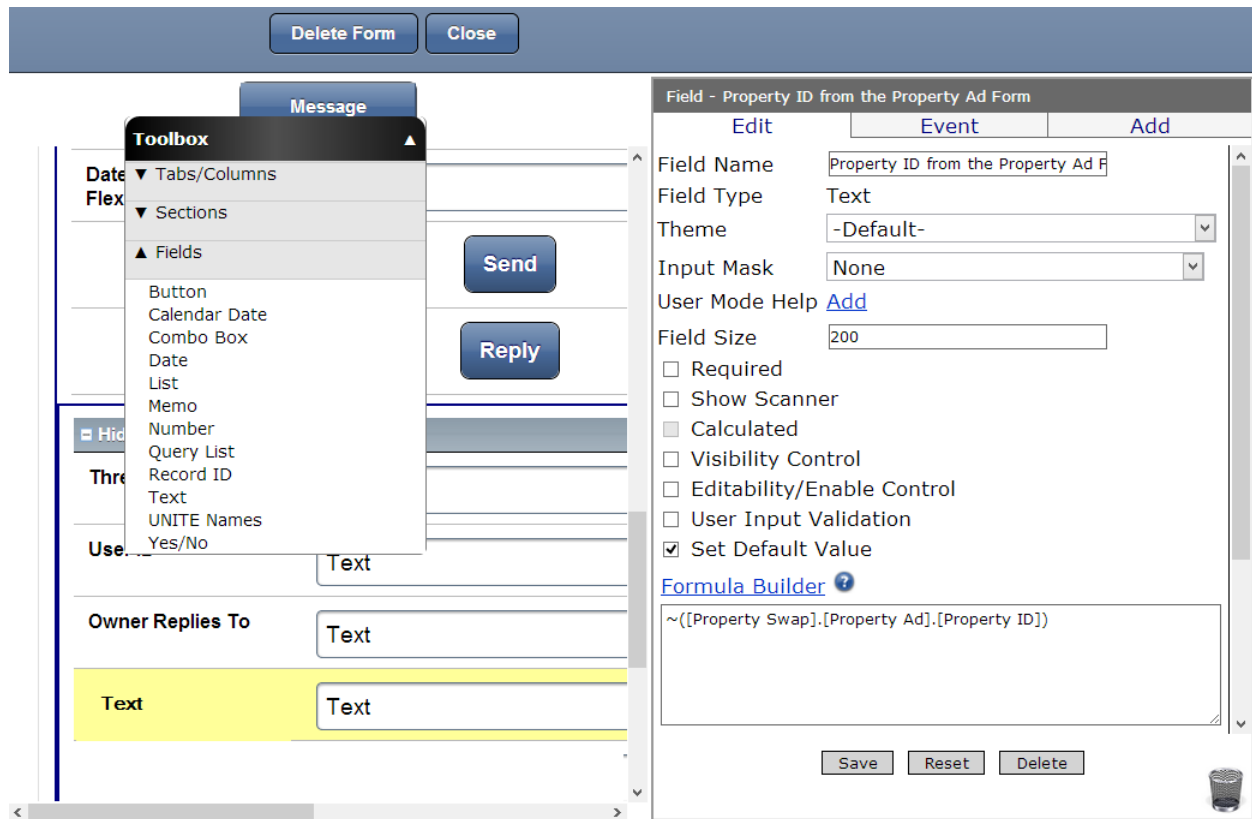 Delete Form Close
Message
Toolbox ▲
▼ Tabs/Columns
▼ Sections
▲ Fields
Button
Calendar Date
Combo Box
Date
List
Memo
Number
Query List
Record ID
Text
UNITE Names
Yes/No
Date
Flex
Send
Reply
Hid
Thre
Text
Owner Replies To
Text
Text
Text
Field - Property ID from the Property Ad Form
Edit Event Add
Field Name Property ID from the Property Ad F
Field Type Text
Theme -Default-
Input Mask None
User Mode Help Add
Field Size 200
Required
Show Scanner
Calculated
Visibility Control
Editability/Enable Control
User Input Validation
Set Default Value
Formula Builder ?
~([Property Swap].[Property Ad].[Property ID])
Save Reset Delete